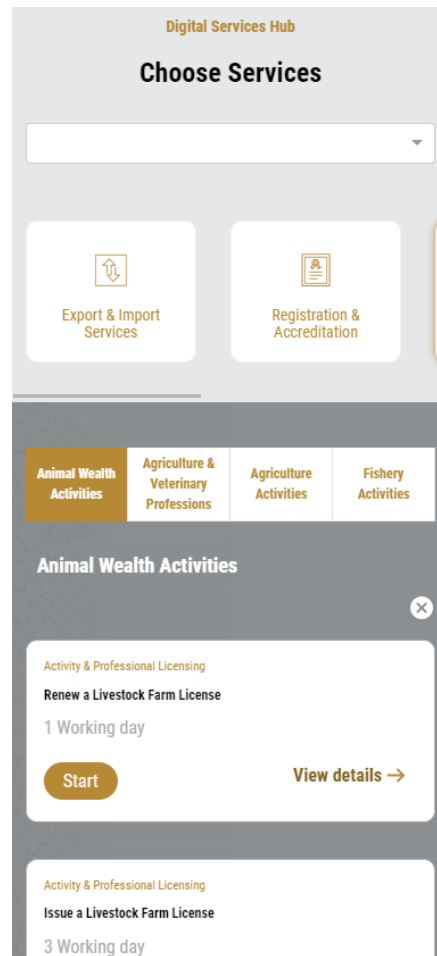 Digital Services Hub
Choose Services
Export & Import
Services
Registration &
Accreditation
Animal Wealth
Activities
Agriculture &
Veterinary
Professions
Agriculture
Activities
Fishery
Activities
Animal Wealth Activities
Activity & Professional Licensing
Renew a Livestock Farm License
1 Working day
Start
View details →
Activity & Professional Licensing
Issue a Livestock Farm License
3 Working day